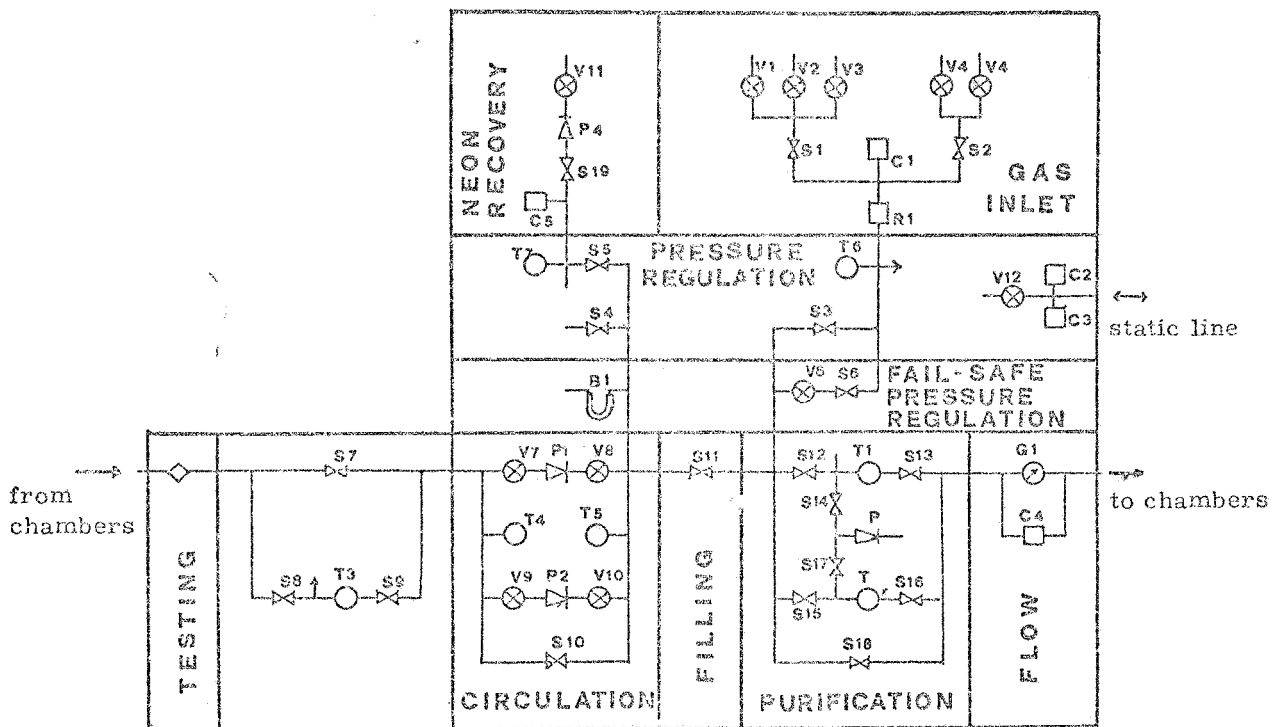 NEON RECOVERY
V11
P4
S19
C5
V1 V2 V3 V4 V4
S1 C1 S2
R1
GAS
INLET
T7 S5
PRESSURE
REGULATION
T6
S4 S3
V12 C2
C3
static line
B1
V6 S6
FAIL-SAFE
PRESSURE
REGULATION
from
chambers
S7
S8 T3 S9
V7 P1 V8
T4 T5
V9 P2 V10
S10
S11
S12 T1 S13
S14
P
S17
T S16
S15
S18
G1
C4
to chambers
TESTING
CIRCULATION
FILLING
PURIFICATION
FLOW